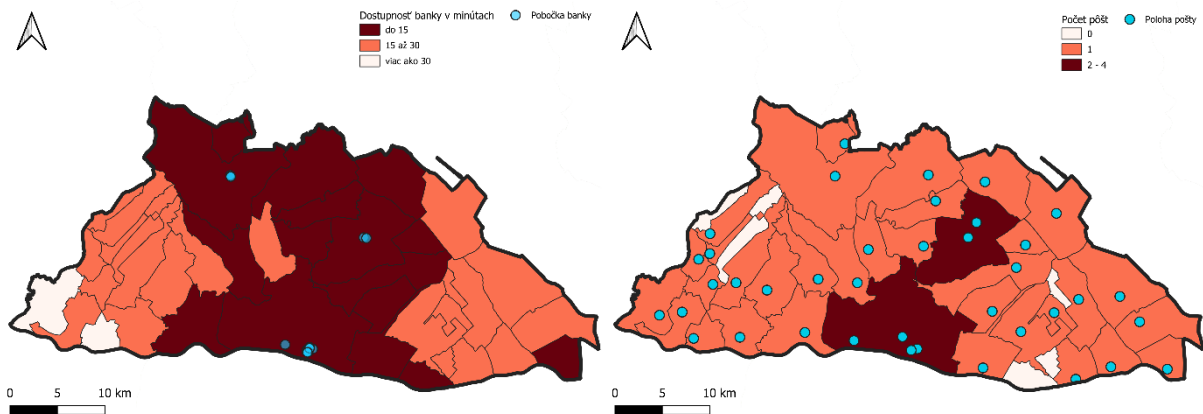 Dostupnosť banky v minútach
Pobočka banky
do 15
15 až 30
viac ako 30
0 5 10 km
Počet pôšt
Poloha pošty
0
1
2 - 4
0 5 10 km